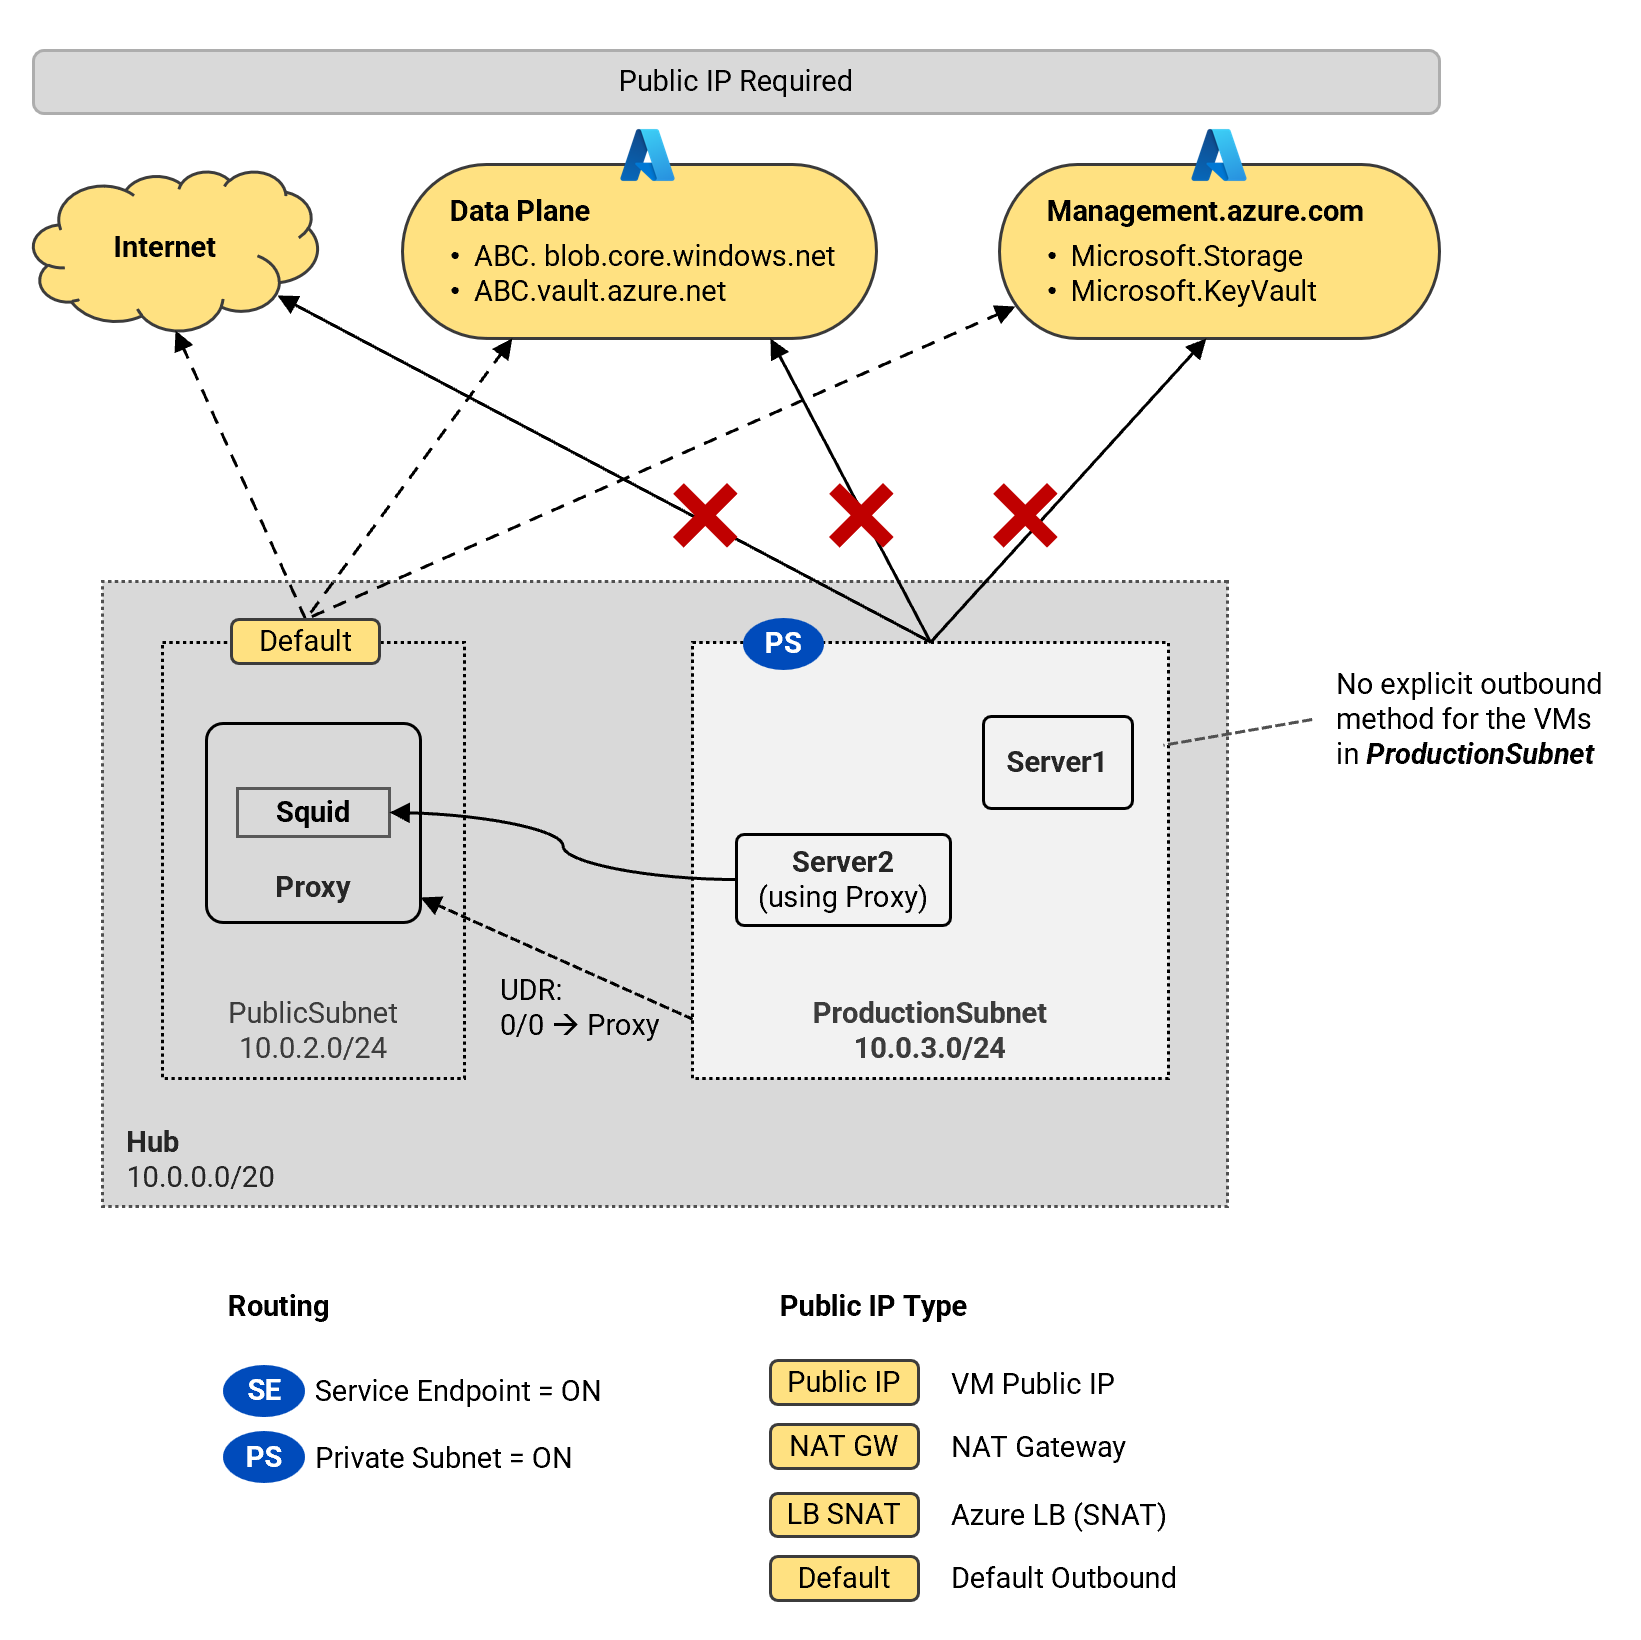 Public IP Required
Internet
Data Plane
• ABC. blob.core.windows.net
• ABC.vault.azure.net
Management.azure.com
• Microsoft.Storage
• Microsoft.KeyVault
Default
PS
No explicit outbound
method for the VMs
in ProductionSubnet
Server1
Squid
Proxy
Server2
(using Proxy)
UDR:
0/0 → Proxy
PublicSubnet
10.0.2.0/24
ProductionSubnet
10.0.3.0/24
Hub
10.0.0.0/20
Routing
SE Service Endpoint = ON
PS Private Subnet = ON
Public IP Type
Public IP VM Public IP
NAT GW NAT Gateway
LB SNAT Azure LB (SNAT)
Default Default Outbound